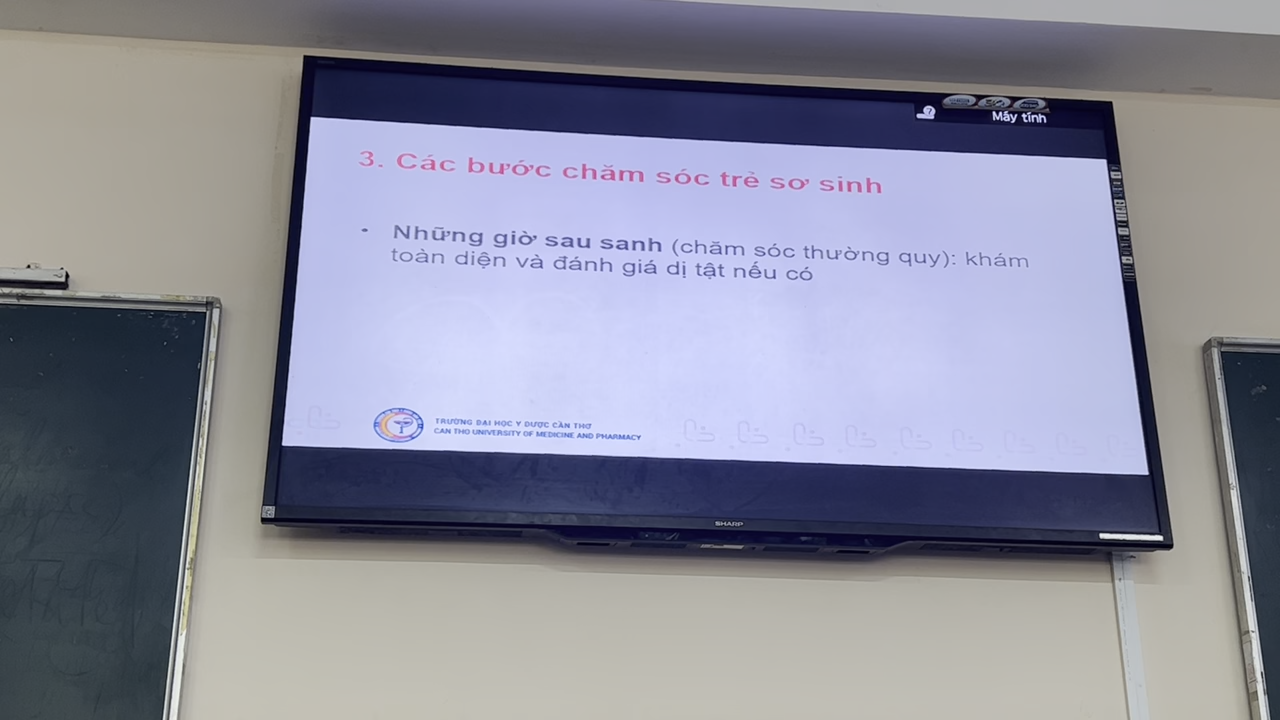 Máy tính
3. Các bước chăm sóc trẻ sơ sinh
• Những giờ sau sanh (chăm sóc thường quy): khám
toàn diện và đánh giá dị tật nếu có
TRƯỜNG ĐẠI HỌC Y DƯỢC CẦN THƠ
CAN THO UNIVERSITY OF MEDICINE AND PHARMACY
SHARP